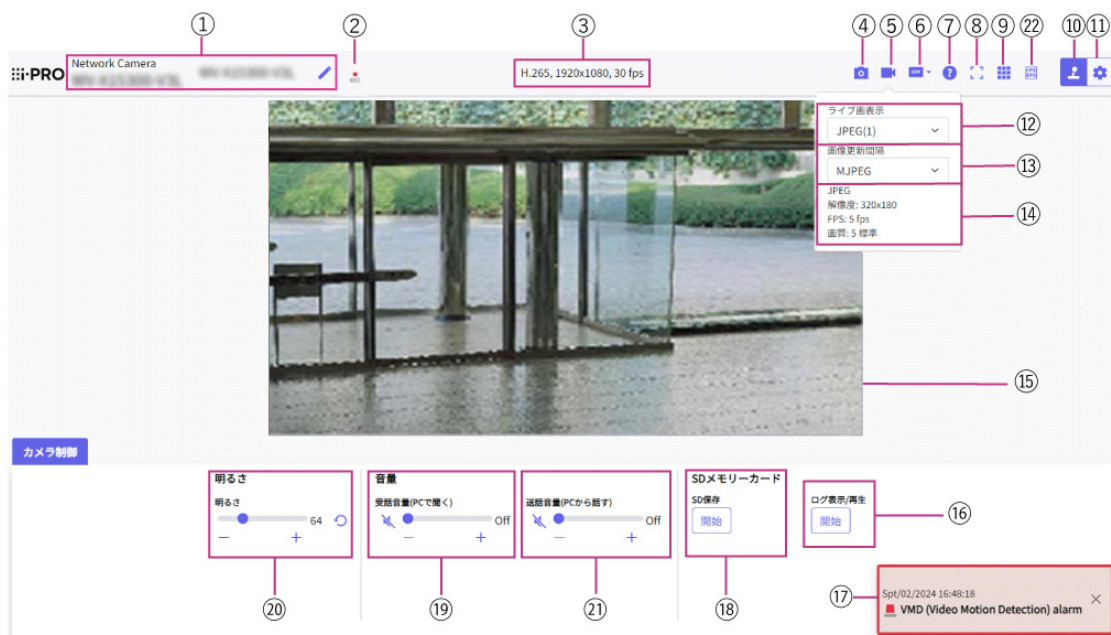 ① ② ③ ④ ⑤ ⑥ ⑦ ⑧ ⑨ ㉒ ⑩ ⑪
i-PRO
Network Camera
REC
H.265, 1920x1080, 30 fps
OFF
ライブ画表示
JPEG(1)
⑫
画像更新間隔
MJPEG
⑬
JPEG
解像度: 320x180
FPS: 5 fps
画質: 5 標準
⑭
⑮
カメラ制御
明るさ
明るさ
64
− +
音量
受話音量(PCで聞く)
Off
− +
送話音量(PCから話す)
Off
− +
SDメモリーカード
SD保存
開始
ログ表示/再生
開始
⑯
Spt/02/2024 16:48:18
VMD (Video Motion Detection) alarm
⑰
⑳ ⑲ ㉑ ⑱